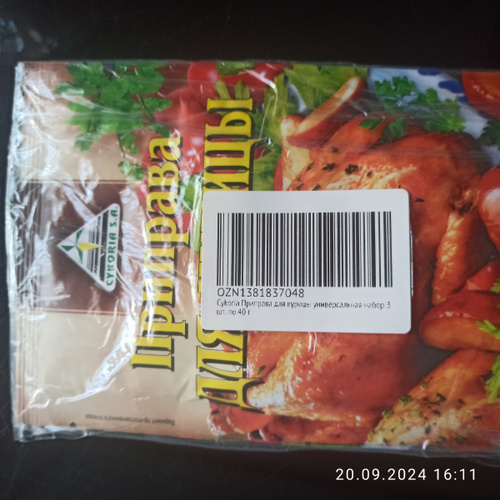 Приправа
для
ИЦЫ
CYKORIA S.A.
OZN1381837048
Cykoria Приправа для курицы универсальная набор 3
шт. по 40 г
20.09.2024 16:11